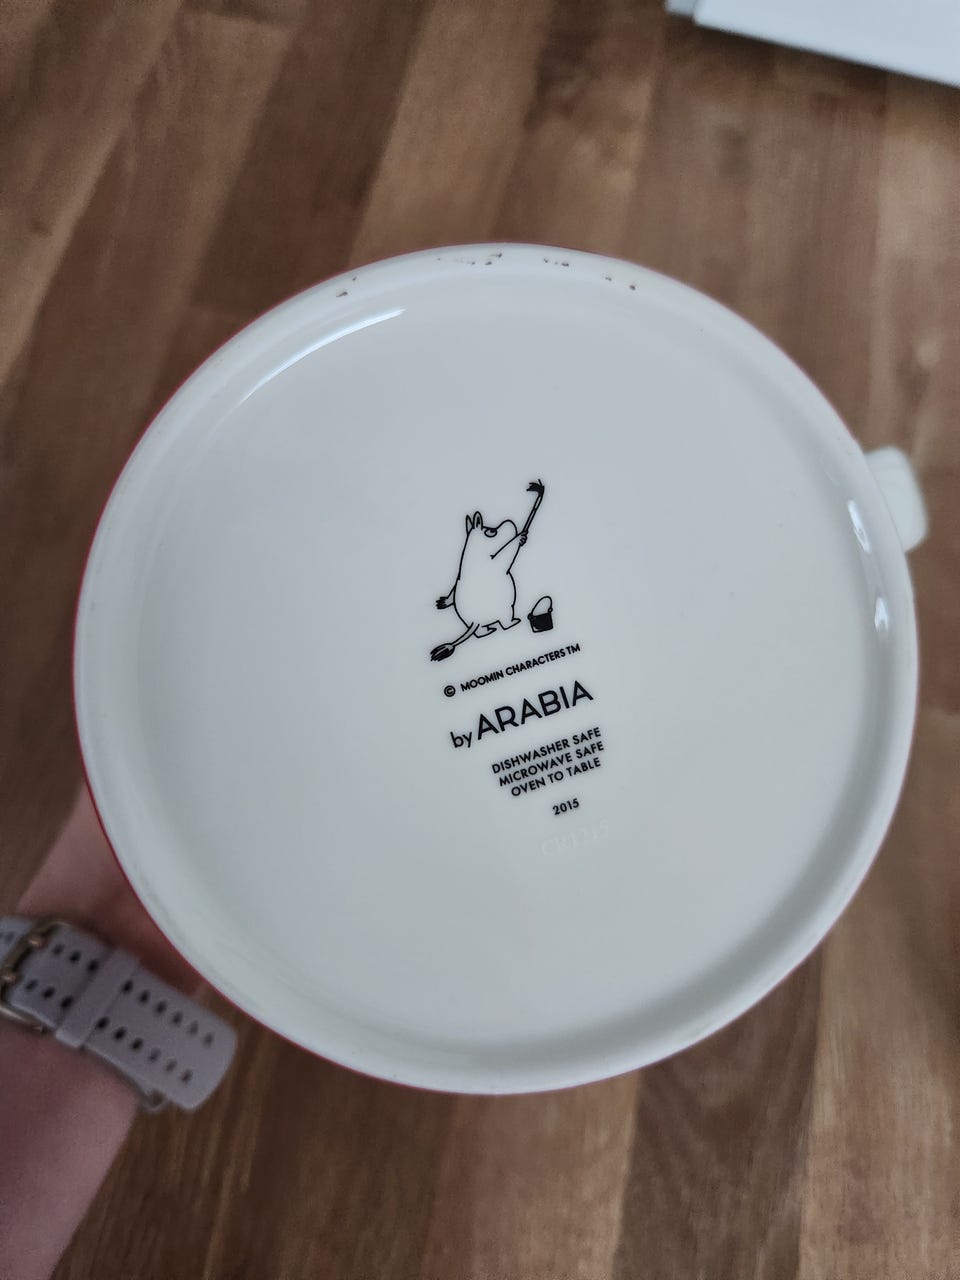 © MOOMIN CHARACTERS TM
by ARABIA
DISHWASHER SAFE
MICROWAVE SAFE
OVEN TO TABLE
2015